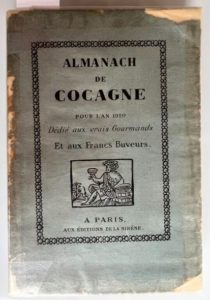 ALMANACH
DE
COCAGNE
POUR L'AN 1920
Dédié aux vrais Gourmands
Et aux Francs Buveurs.
A PARIS,
AUX ÉDITIONS DE LA SIRÈNE